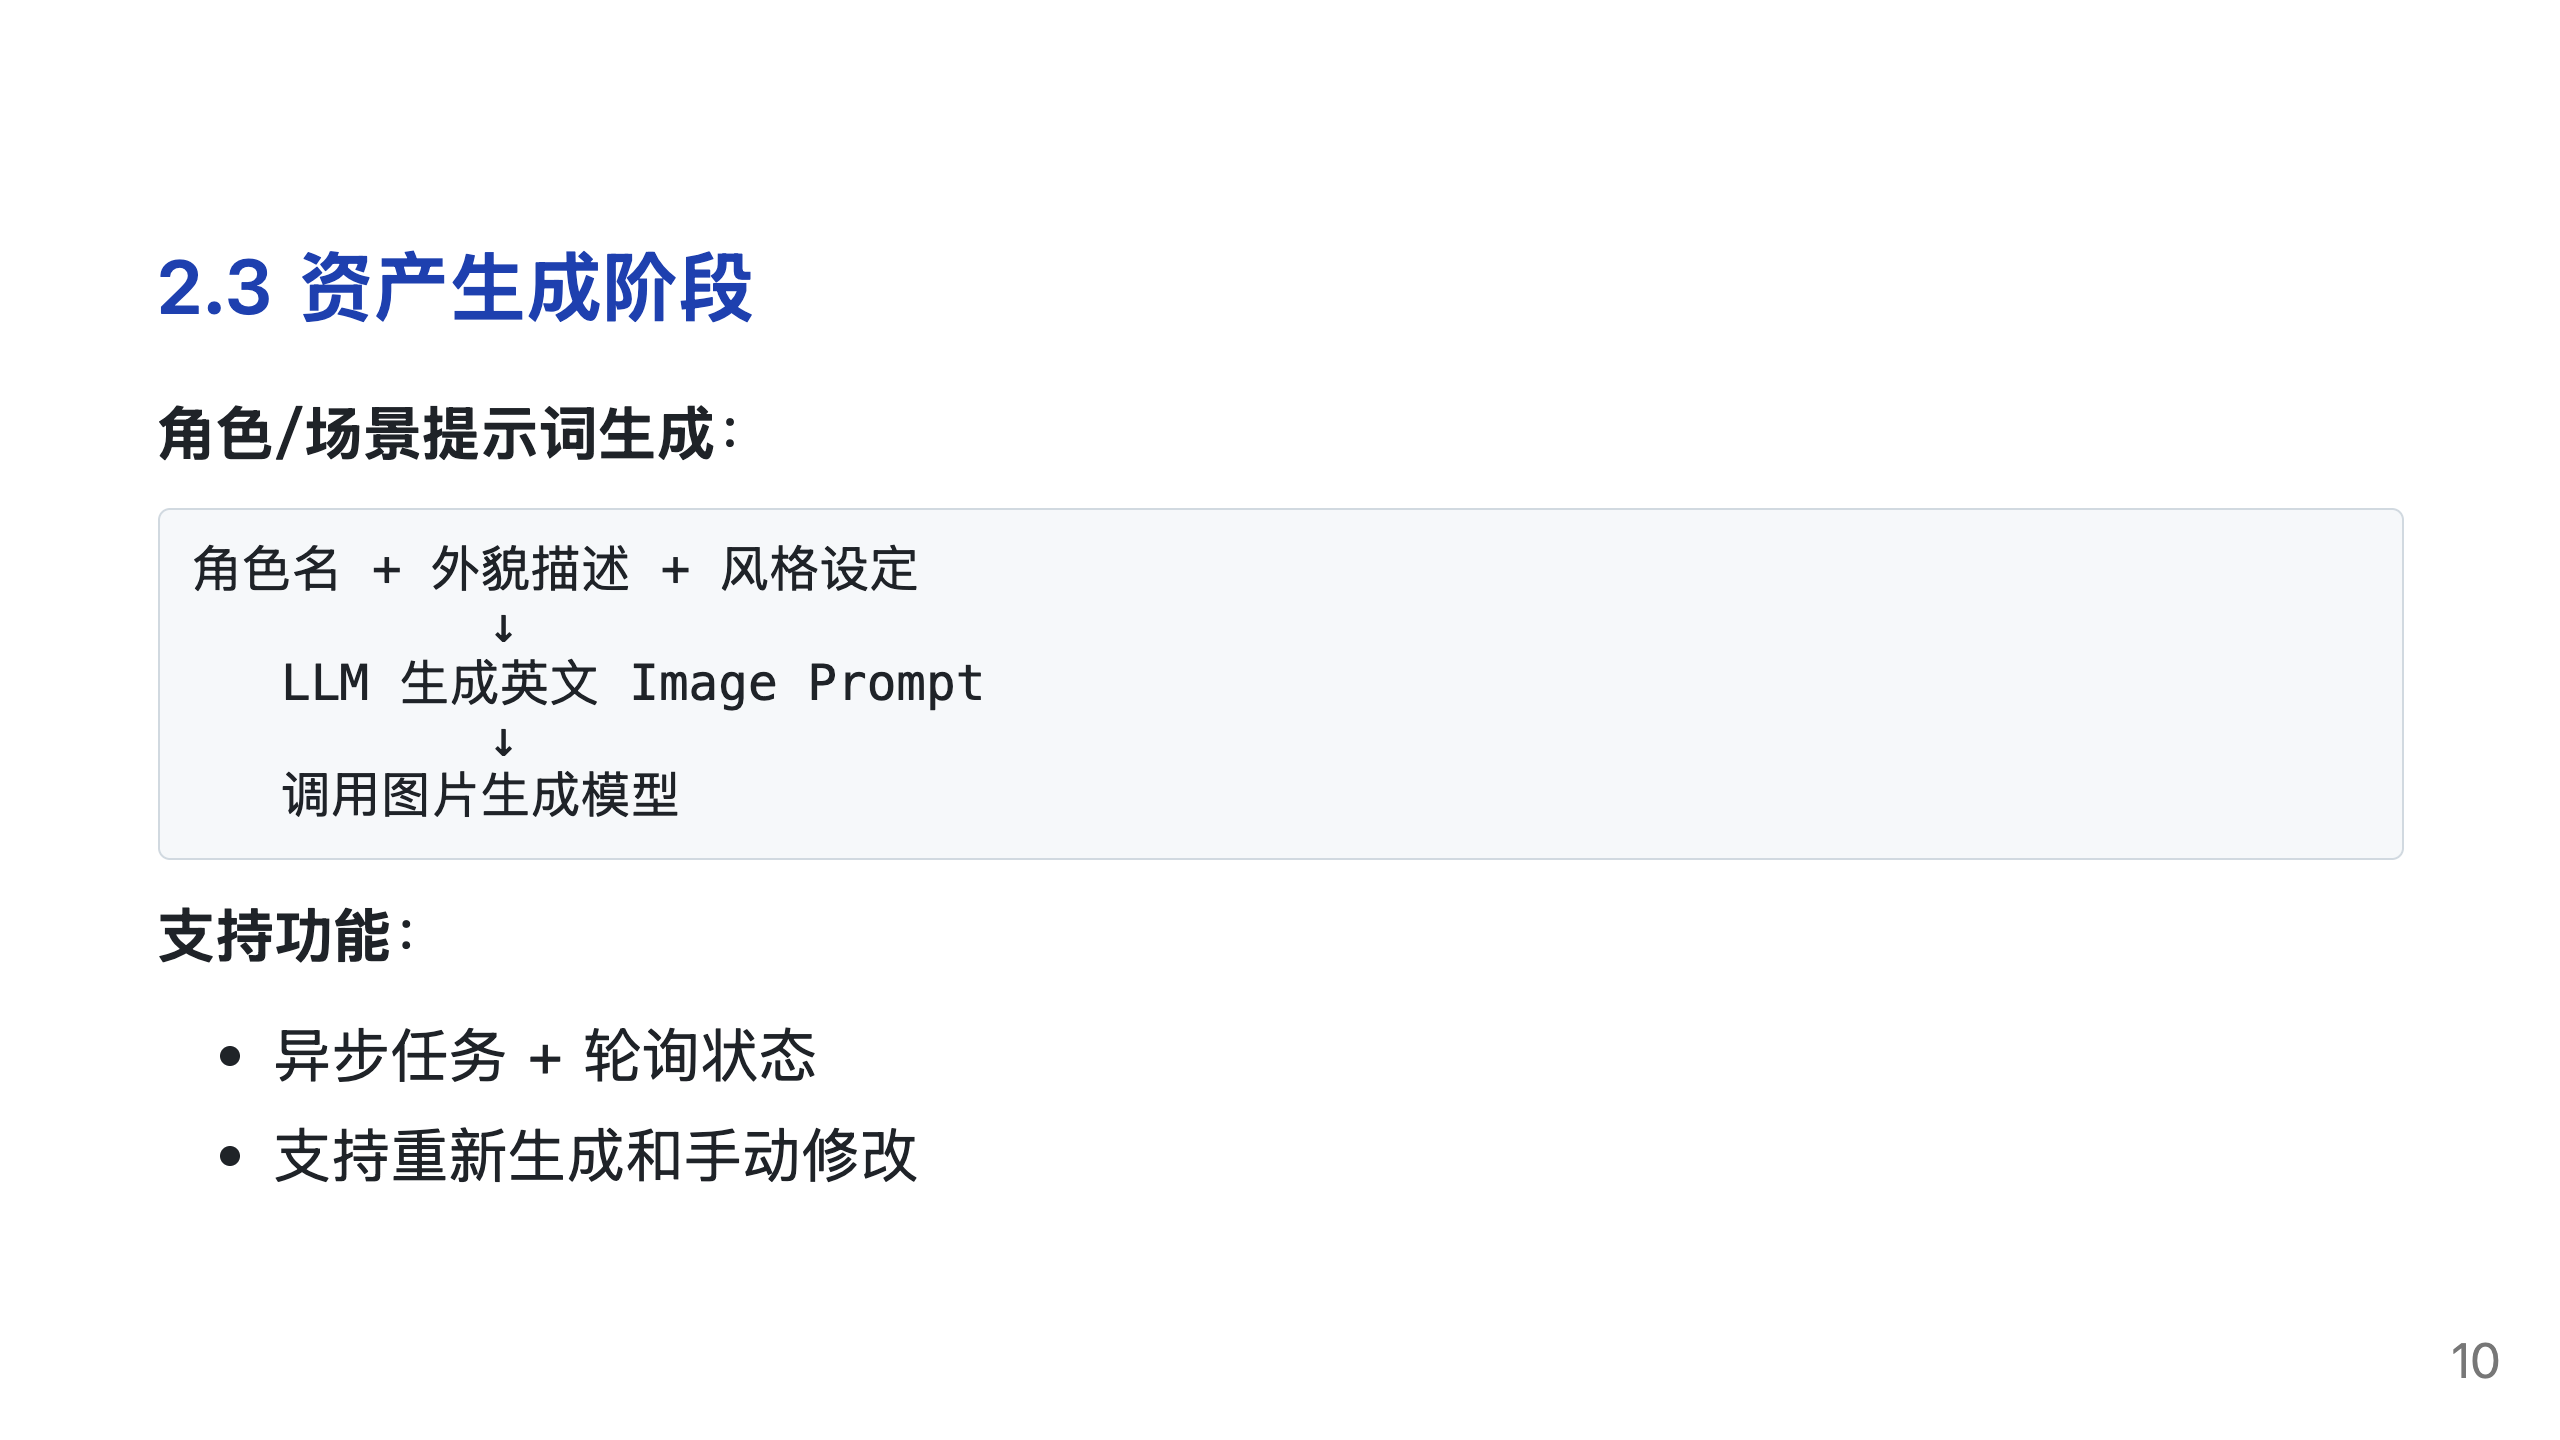 2.3 资产生成阶段
角色/场景提示词生成：
角色名 + 外貌描述 + 风格设定
↓
LLM 生成英文 Image Prompt
↓
调用图片生成模型
支持功能：
• 异步任务 + 轮询状态
• 支持重新生成和手动修改
10